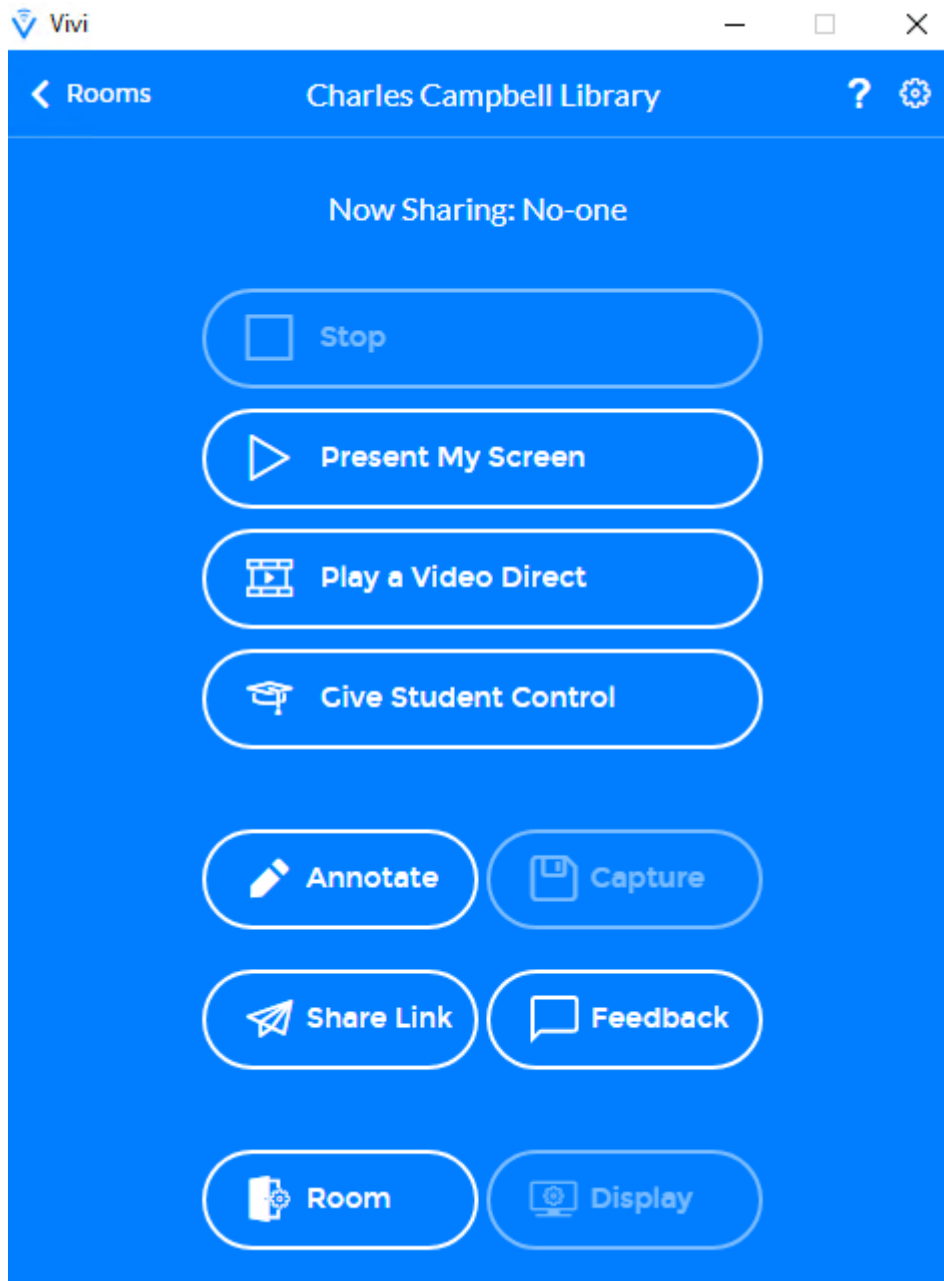 Vivi
Rooms Charles Campbell Library ?
Now Sharing: No-one
Stop
Present My Screen
Play a Video Direct
Give Student Control
Annotate Capture
Share Link Feedback
Room Display